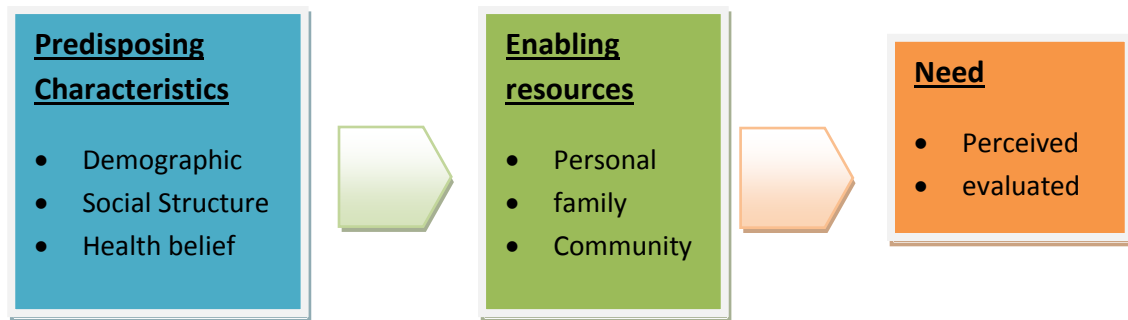 Predisposing
Characteristics
• Demographic
• Social Structure
• Health belief
Enabling
resources
• Personal
• family
• Community
Need
• Perceived
• evaluated